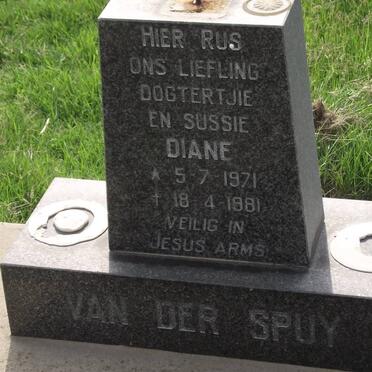 HIER RUS
ONS LIEFLING
DOGTERTJIE
EN SUSSIE
DIANE
* 5 7 1971
† 18 4 1981
VEILIG IN
JESUS ARMS.
VAN DER SPUY